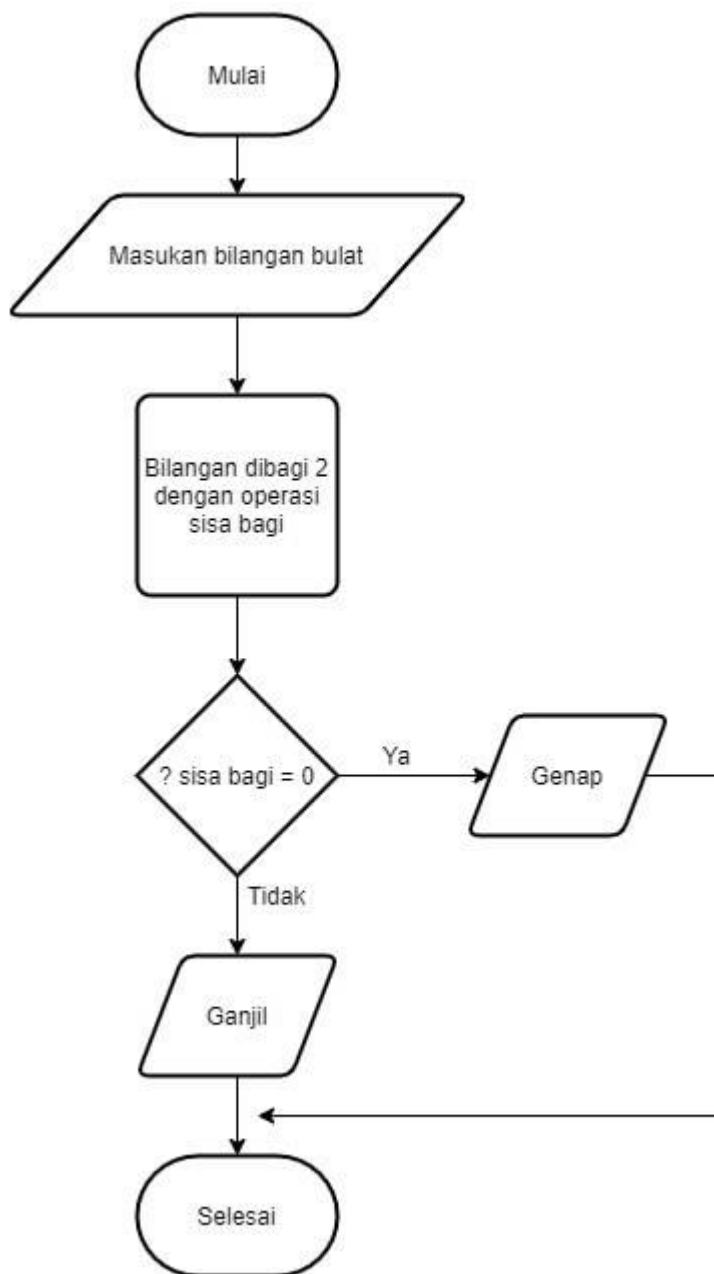 Mulai
Masukan bilangan bulat
Bilangan dibagi 2
dengan operasi
sisa bagi
? sisa bagi = 0
Ya
Genap
Tidak
Ganjil
Selesai